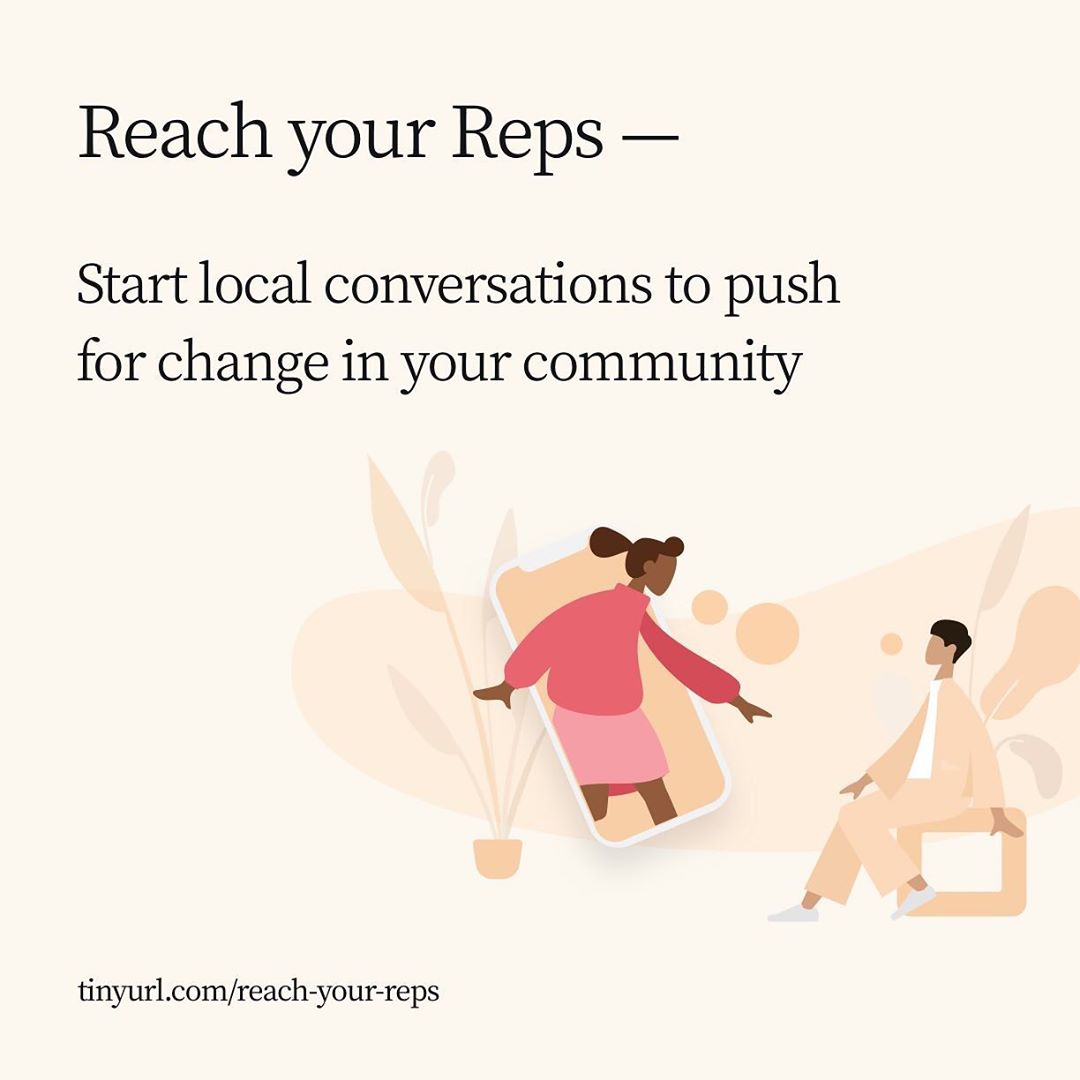 Reach your Reps —
Start local conversations to push
for change in your community
tinyurl.com/reach-your-reps